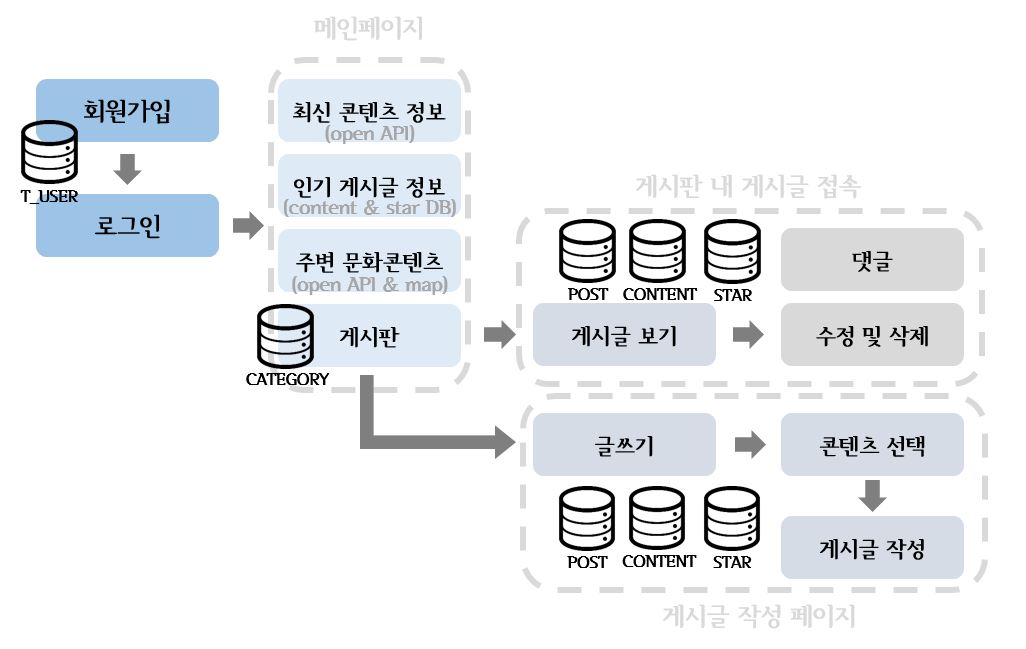 메인페이지
회원가입
T_USER
로그인
최신 콘텐츠 정보
(open API)
인기 게시글 정보
(content & star DB)
주변 문화콘텐츠
(open API & map)
게시판
CATEGORY
게시판 내 게시글 접속
POST CONTENT STAR
댓글
게시글 보기
수정 및 삭제
글쓰기
콘텐츠 선택
POST CONTENT STAR
게시글 작성
게시글 작성 페이지